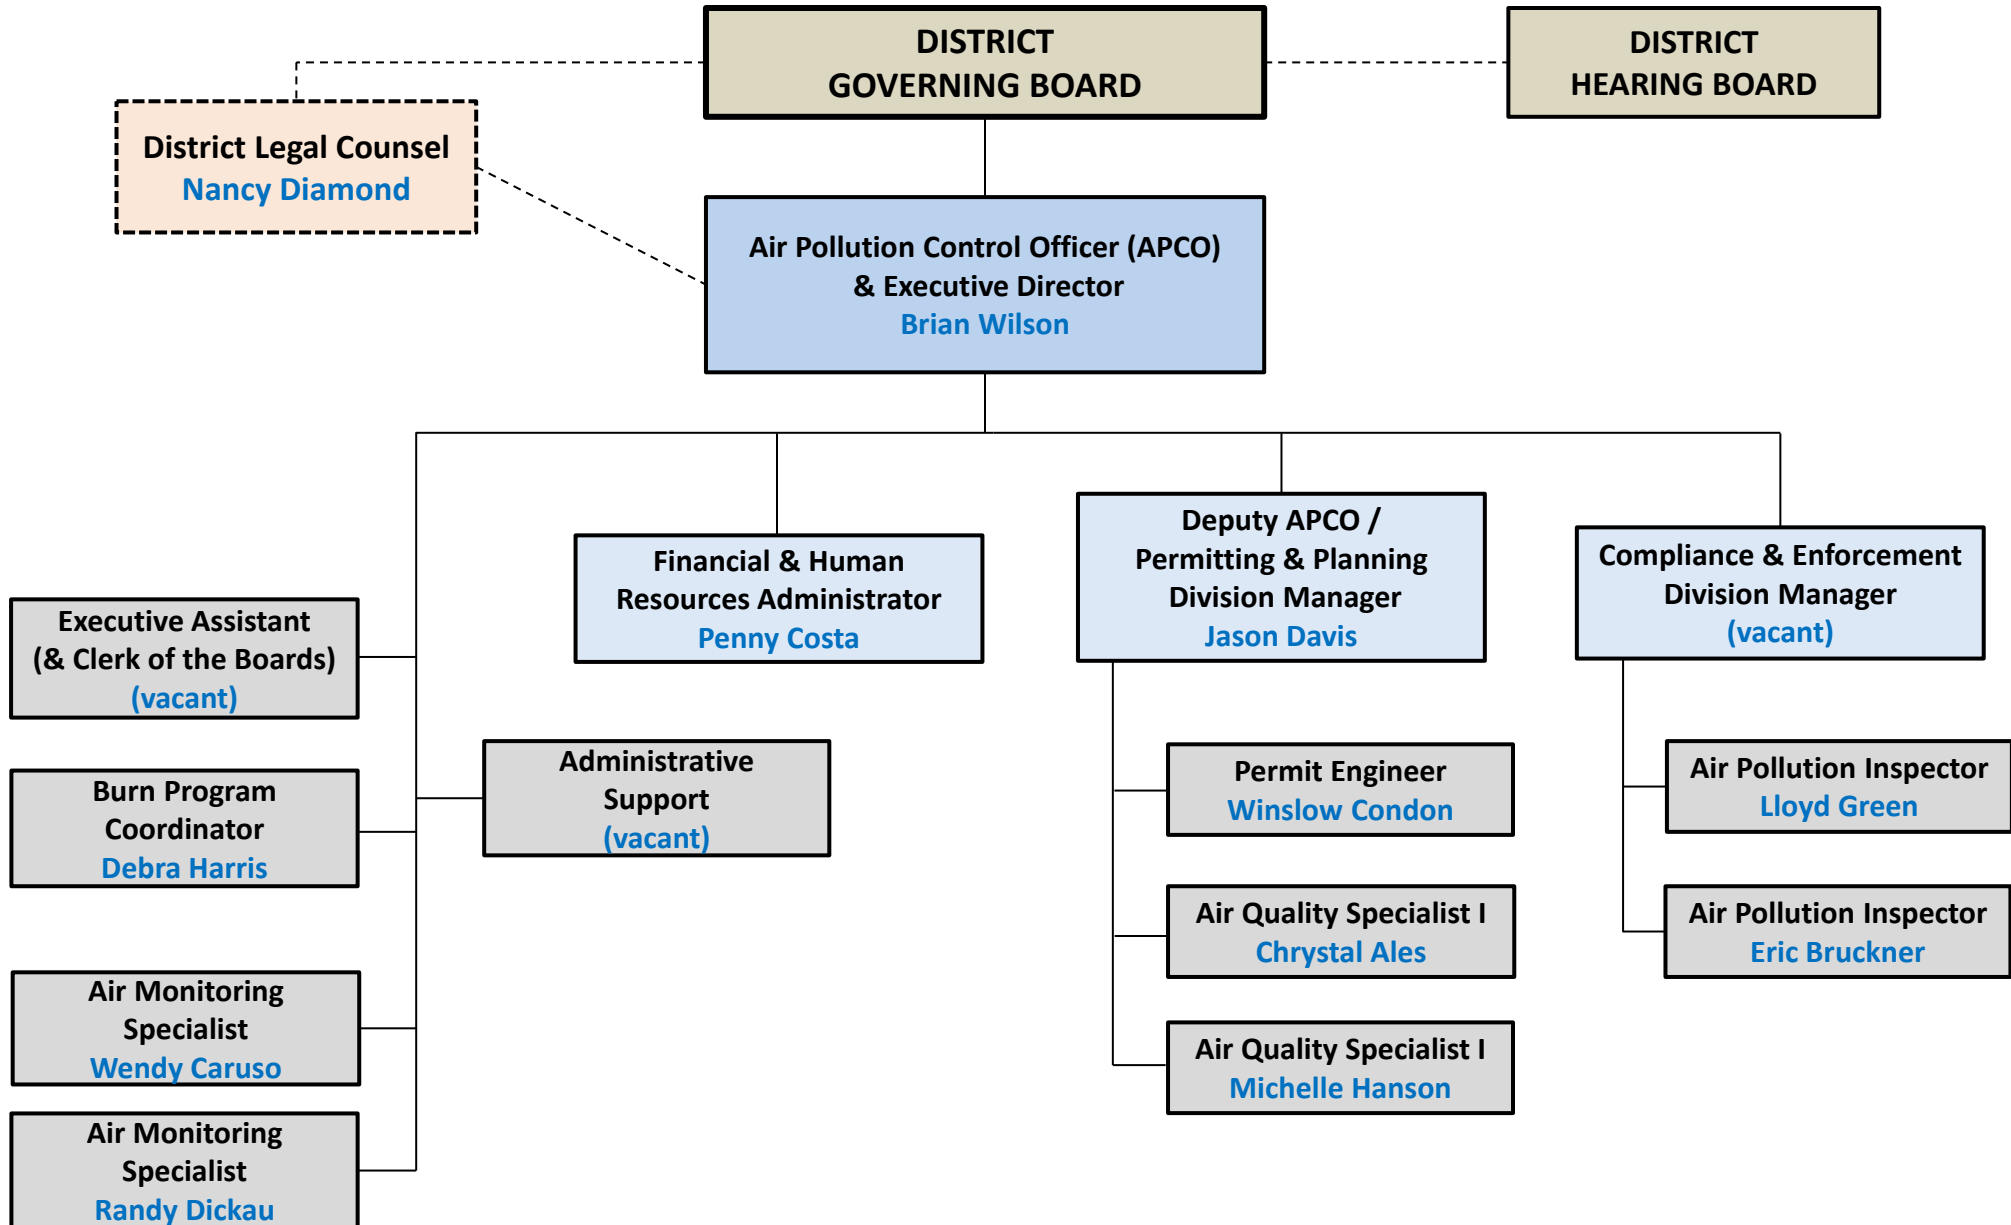 DISTRICT
GOVERNING BOARD
DISTRICT
HEARING BOARD
District Legal Counsel
Nancy Diamond
Air Pollution Control Officer (APCO)
& Executive Director
Brian Wilson
Financial & Human
Resources Administrator
Penny Costa
Deputy APCO /
Permitting & Planning
Division Manager
Jason Davis
Compliance & Enforcement
Division Manager
(vacant)
Executive Assistant
(& Clerk of the Boards)
(vacant)
Burn Program
Coordinator
Debra Harris
Air Monitoring
Specialist
Wendy Caruso
Air Monitoring
Specialist
Randy Dickau
Administrative
Support
(vacant)
Permit Engineer
Winslow Condon
Air Quality Specialist I
Chrystal Ales
Air Quality Specialist I
Michelle Hanson
Air Pollution Inspector
Lloyd Green
Air Pollution Inspector
Eric Bruckner